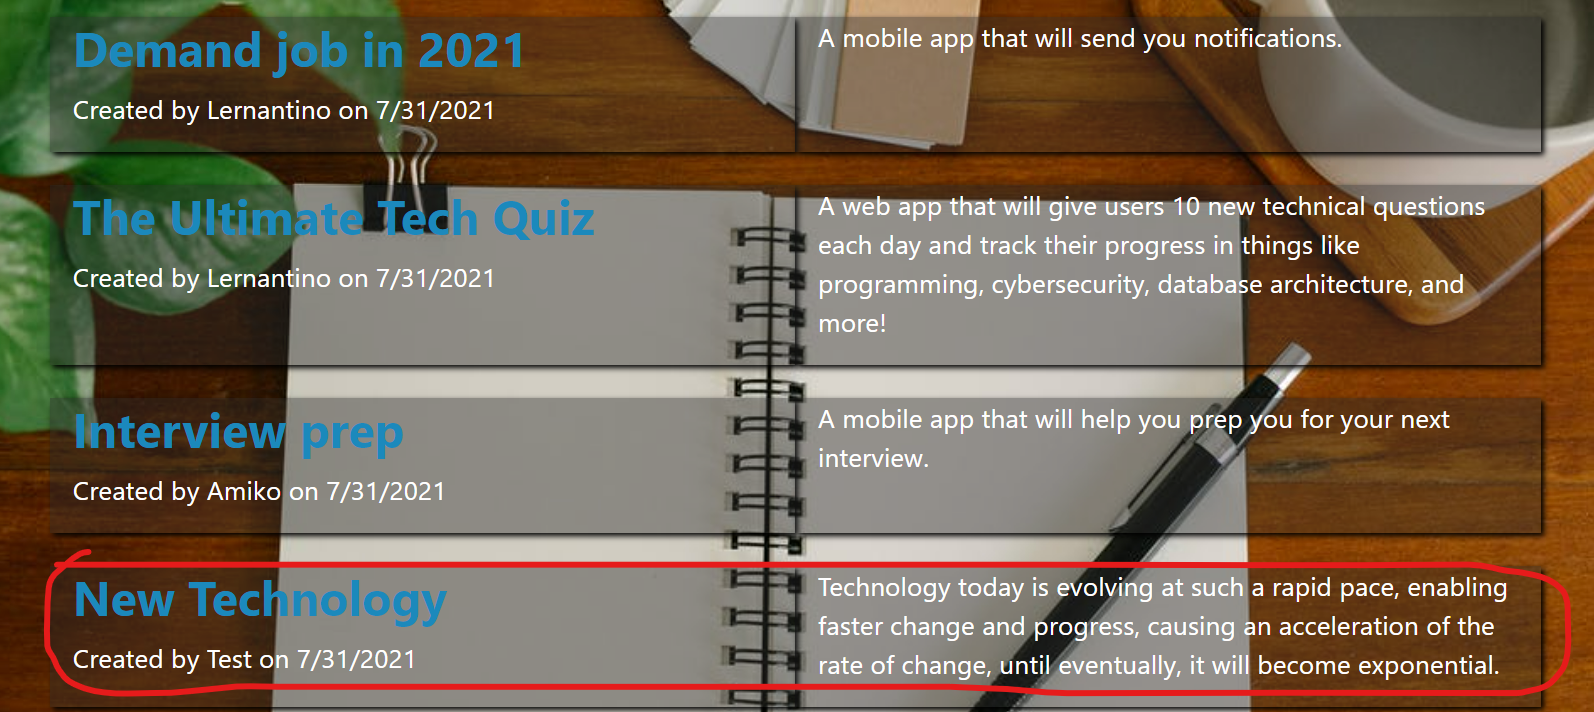 Demand job in 2021
Created by Lernantino on 7/31/2021
A mobile app that will send you notifications.
The Ultimate Tech Quiz
Created by Lernantino on 7/31/2021
A web app that will give users 10 new technical questions
each day and track their progress in things like
programming, cybersecurity, database architecture, and
more!
Interview prep
Created by Amiko on 7/31/2021
A mobile app that will help you prep you for your next
interview.
New Technology
Created by Test on 7/31/2021
Technology today is evolving at such a rapid pace, enabling
faster change and progress, causing an acceleration of the
rate of change, until eventually, it will become exponential.